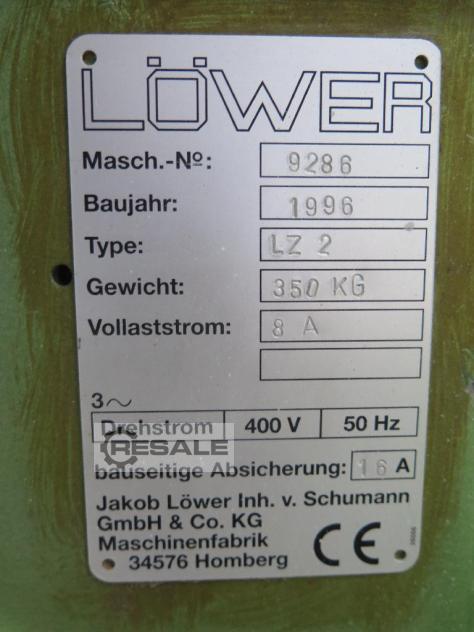 LÖWER
Masch.-Nº: 9286
Baujahr: 1996
Type: LZ 2
Gewicht: 350 KG
Vollaststrom: 8 A
3~
Drehstrom 400 V 50 Hz
RESALE
bauseitige Absicherung: 16 A
Jakob Löwer Inh. v. Schumann
GmbH & Co. KG
Maschinenfabrik
34576 Homberg
CE